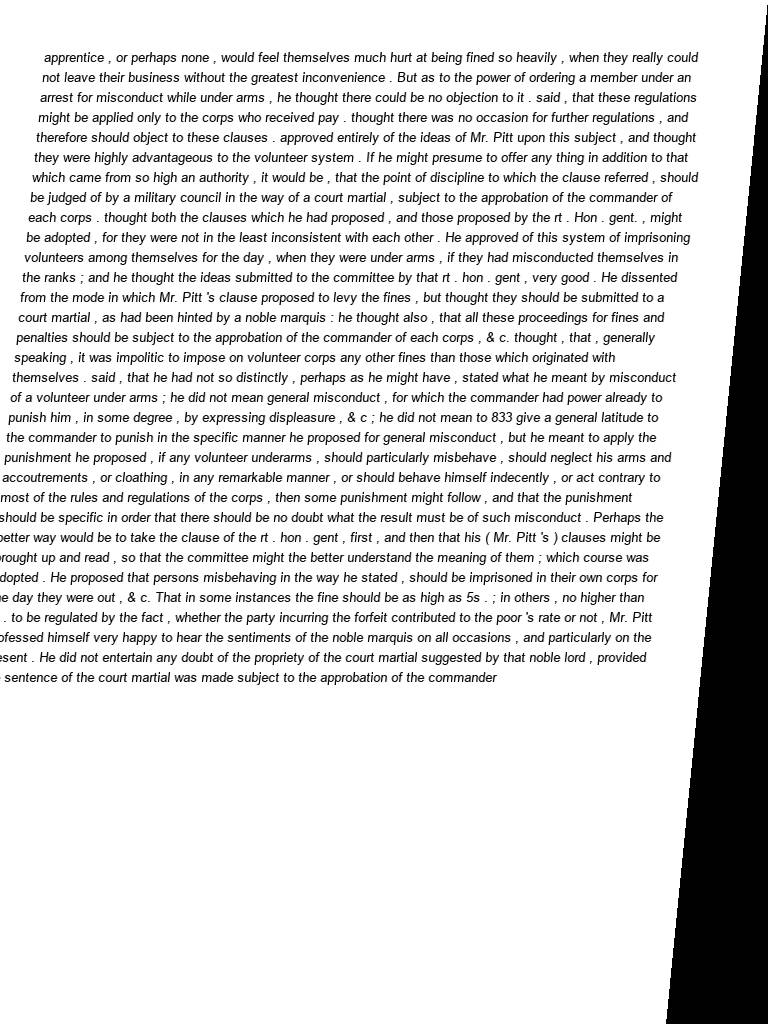 apprentice , or perhaps none , would feel themselves much hurt at being fined so heavily , when they really could
not leave their business without the greatest inconvenience . But as to the power of ordering a member under an
arrest for misconduct while under arms , he thought there could be no objection to it . said , that these regulations
might be applied only to the corps who received pay . thought there was no occasion for further regulations , and
therefore should object to these clauses . approved entirely of the ideas of Mr. Pitt upon this subject , and thought
they were highly advantageous to the volunteer system . If he might presume to offer any thing in addition to that
which came from so high an authority , it would be , that the point of discipline to which the clause referred , should
be judged of by a military council in the way of a court martial , subject to the approbation of the commander of
each corps . thought both the clauses which he had proposed , and those proposed by the rt . Hon . gent. , might
be adopted , for they were not in the least inconsistent with each other . He approved of this system of imprisoning
volunteers among themselves for the day , when they were under arms , if they had misconducted themselves in
the ranks ; and he thought the ideas submitted to the committee by that rt . hon . gent , very good . He dissented
from the mode in which Mr. Pitt 's clause proposed to levy the fines , but thought they should be submitted to a
court martial , as had been hinted by a noble marquis : he thought also , that all these proceedings for fines and
penalties should be subject to the approbation of the commander of each corps , & c. thought , that , generally
speaking , it was impolitic to impose on volunteer corps any other fines than those which originated with
themselves . said , that he had not so distinctly , perhaps as he might have , stated what he meant by misconduct
of a volunteer under arms ; he did not mean general misconduct , for which the commander had power already to
punish him , in some degree , by expressing displeasure , & c ; he did not mean to 833 give a general latitude to
the commander to punish in the specific manner he proposed for general misconduct , but he meant to apply the
punishment he proposed , if any volunteer underarms , should particularly misbehave , should neglect his arms and
accoutrements , or cloathing , in any remarkable manner , or should behave himself indecently , or act contrary to
most of the rules and regulations of the corps , then some punishment might follow , and that the punishment
should be specific in order that there should be no doubt what the result must be of such misconduct . Perhaps the
better way would be to take the clause of the rt . hon . gent , first , and then that his ( Mr. Pitt 's ) clauses might be
rought up and read , so that the committee might the better understand the meaning of them ; which course was
dopted . He proposed that persons misbehaving in the way he stated , should be imprisoned in their own corps for
e day they were out , & c. That in some instances the fine should be as high as 5s . ; in others , no higher than
. to be regulated by the fact , whether the party incurring the forfeit contributed to the poor 's rate or not , Mr. Pitt
ofessed himself very happy to hear the sentiments of the noble marquis on all occasions , and particularly on the
esent . He did not entertain any doubt of the propriety of the court martial suggested by that noble lord , provided
sentence of the court martial was made subject to the approbation of the commander